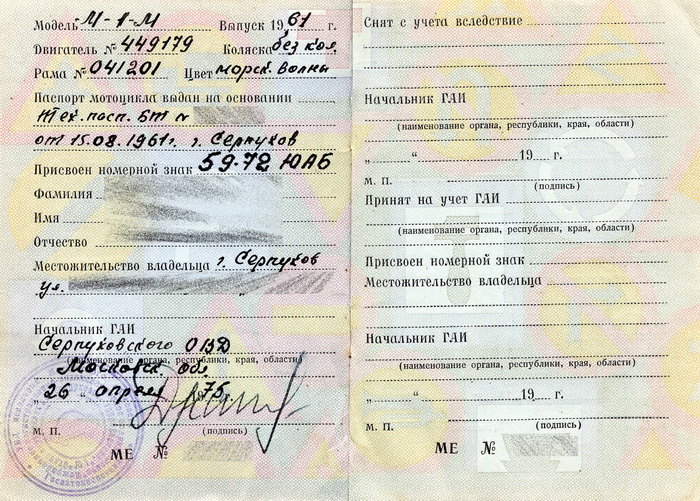 Модель М-1-М Выпуск 1961 г.
Двигатель № 449179 Коляска без кол.
Рама № 041201 Цвет морск. волны
Паспорт мотоцикла выдан на основании
Тех. посп. БТ №
от 15.08.1961г. г. Серпухов
Присвоен номерной знак 59-72 ЮАБ
Фамилия
Имя
Отчество
Местожительство владельца г. Серпухов
ул.
Начальник ГАИ
Серпуховского ОВД
(наименование органа, республики, края, области)
Московск. обл.
26 апреля 1975 г.
М. П.
(подпись)
МЕ №
Снят с учета вследствие
Начальник ГАИ
(наименование органа, республики, края, области)
„ “ 19 г.
М. П.
(подпись)
Принят на учет ГАИ
(наименование органа, республики, края, области)
Присвоен номерной знак
Местожительство владельца
Начальник ГАИ
(наименование органа, республики, края, области)
„ “ 19 г.
М. П.
(подпись)
МЕ №